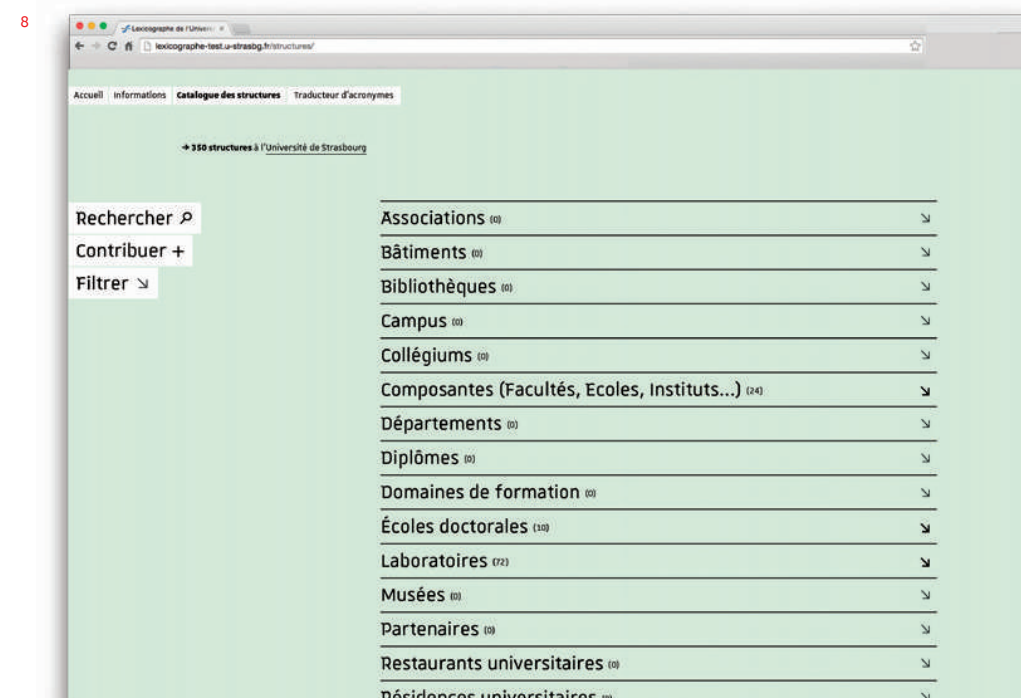 8
Lexicographe de l'Univers
lexicographe-test.u-strasbg.fr/structures/
Accueil Informations Catalogue des structures Traducteur d'acronymes
→ 350 structures à l'Université de Strasbourg
Rechercher
Contribuer +
Filtrer ↘
Associations (0) ↘
Bâtiments (0) ↘
Bibliothèques (0) ↘
Campus (0) ↘
Collégiums (0) ↘
Composantes (Facultés, Ecoles, Instituts...) (24) ↘
Départements (0) ↘
Diplômes (0) ↘
Domaines de formation (0) ↘
Écoles doctorales (10) ↘
Laboratoires (72) ↘
Musées (0) ↘
Partenaires (0) ↘
Restaurants universitaires (0) ↘
Résidences universitaires